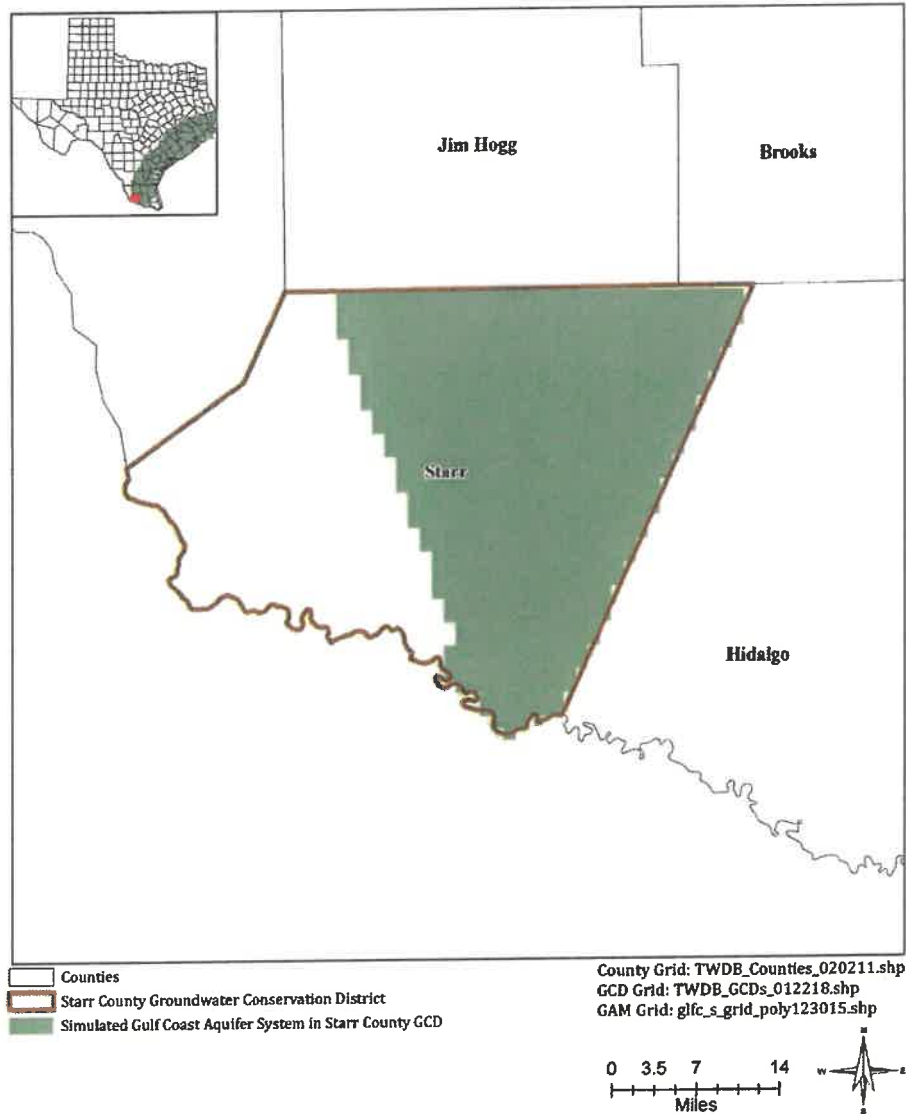 Jim Hogg
Brooks
Starr
Hidalgo
Counties
Starr County Groundwater Conservation District
Simulated Gulf Coast Aquifer System in Starr County GCD
County Grid: TWDB_Counties_020211.shp
GCD Grid: TWDB_GCDs_012218.shp
GAM Grid: glfc_s_grid_poly123015.shp
0 3.5 7 14
Miles
N
W E
S